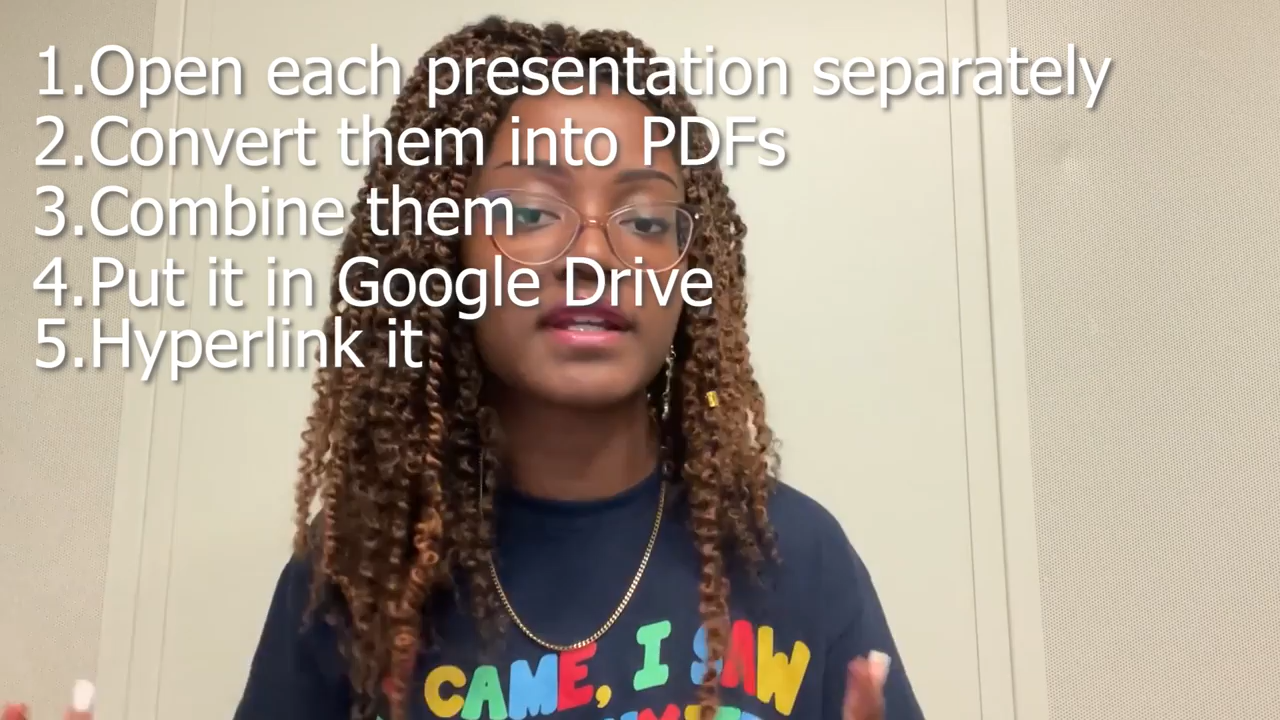 1.Open each presentation separately
2.Convert them into PDFs
3.Combine them
4.Put it in Google Drive
5.Hyperlink it
CAME, I SAW